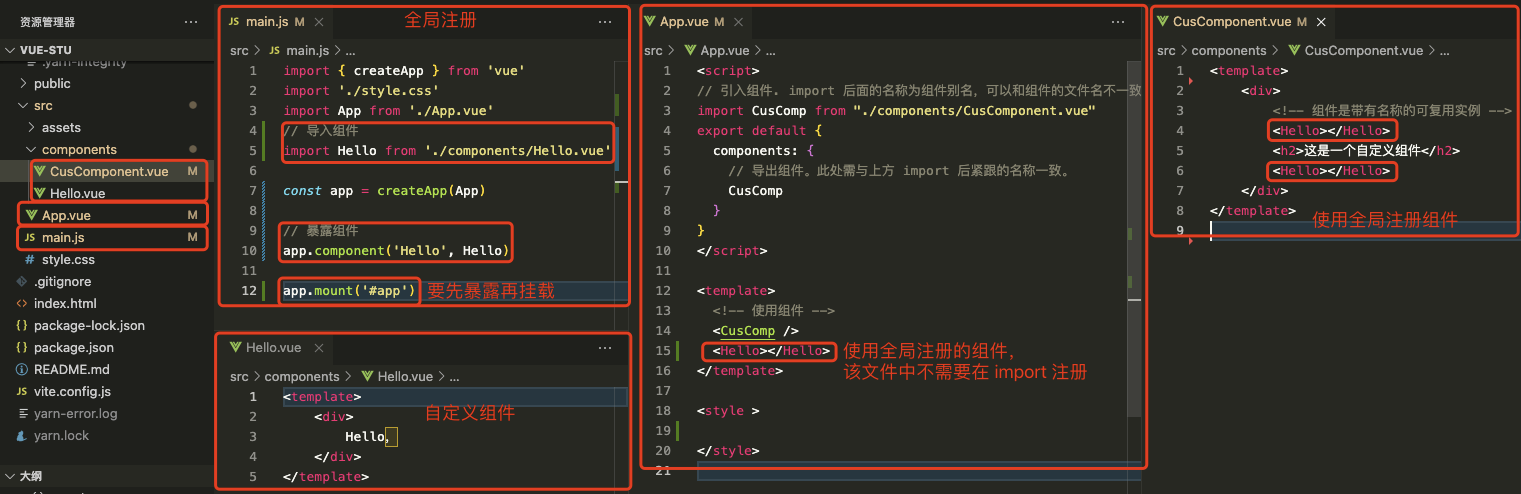 资源管理器
VUE-STU
.yarn-integrity
public
src
assets
components
CusComponent.vue M
Hello.vue
App.vue M
main.js M
style.css
.gitignore
index.html
package-lock.json
package.json
README.md
vite.config.js
yarn-error.log
yarn.lock
大纲
JS main.js M
全局注册
src > JS main.js > ...
1 import { createApp } from 'vue'
2 import './style.css'
3 import App from './App.vue'
4 // 导入组件
5 import Hello from './components/Hello.vue'
6
7 const app = createApp(App)
8
9 // 暴露组件
10 app.component('Hello', Hello)
11
12 app.mount('#app') 要先暴露再挂载
Hello.vue
src > components > Hello.vue > ...
1 <template>
2 <div>
自定义组件
3 Hello,
4 </div>
5 </template>
App.vue M
src > App.vue > ...
1 <script>
2 // 引入组件. import 后面的名称为组件别名，可以和组件的文件名不一致
3 import CusComp from "./components/CusComponent.vue"
4 export default {
5 components: {
6 // 导出组件。此处需与上方 import 后紧跟的名称一致。
7 CusComp
8 }
9 }
10 </script>
11
12 <template>
13 <!-- 使用组件 -->
14 <CusComp />
15 <Hello></Hello> 使用全局注册的组件，
16 </template> 该文件中不需要在 import 注册
17
18 <style >
19
20 </style>
21
CusComponent.vue M
src > components > CusComponent.vue > ...
1 <template>
2 <div>
3 <!-- 组件是带有名称的可复用实例 -->
4 <Hello></Hello>
5 <h2>这是一个自定义组件</h2>
6 <Hello></Hello>
7 </div>
8 </template> 使用全局注册组件
9